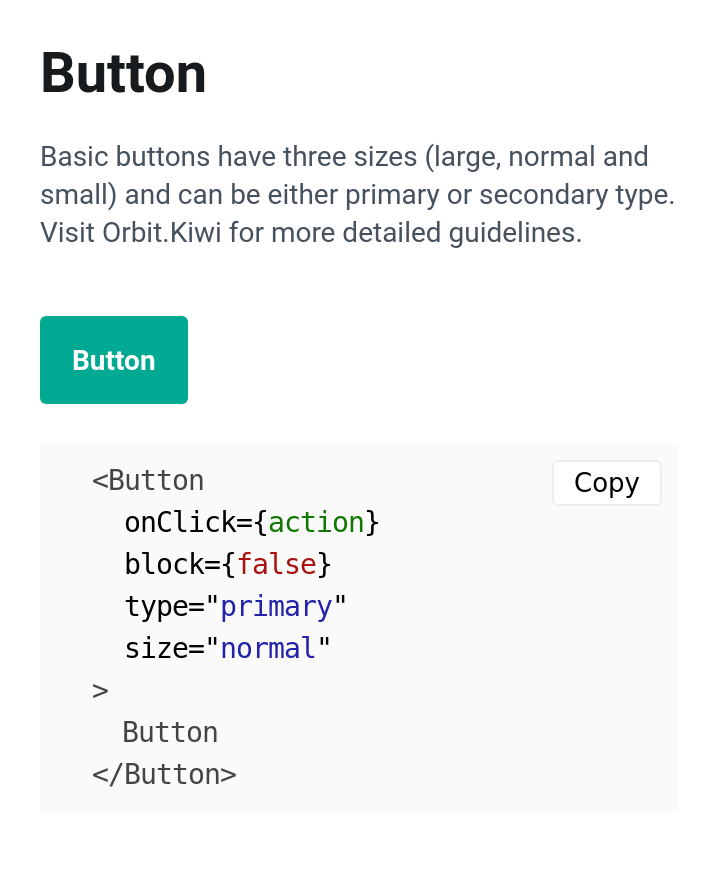 Button
Basic buttons have three sizes (large, normal and
small) and can be either primary or secondary type.
Visit Orbit.Kiwi for more detailed guidelines.
Button
Copy
<Button
  onClick={action}
  block={false}
  type="primary"
  size="normal"
>
  Button
</Button>